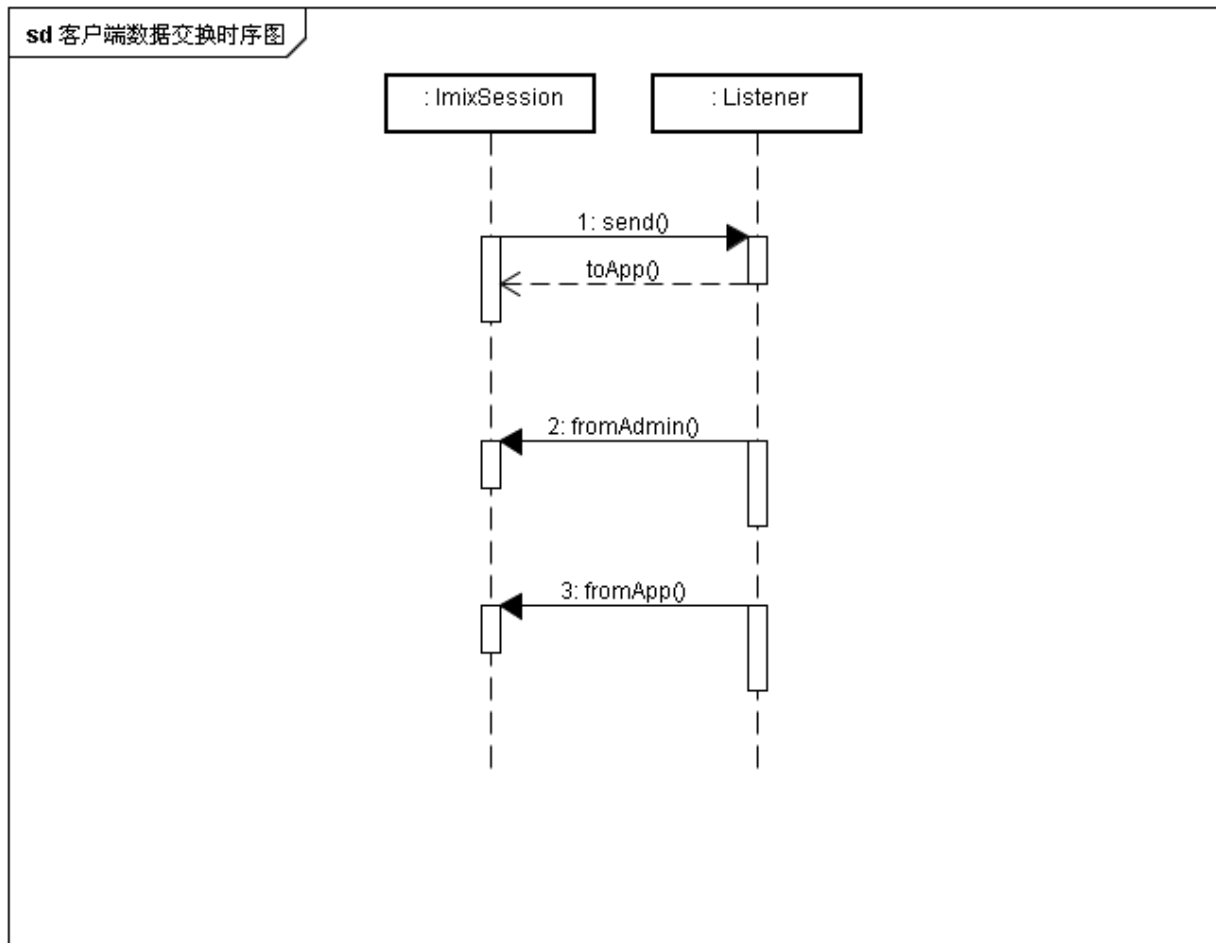 sd 客户端数据交换时序图
: ImixSession
: Listener
1: send()
toApp()
2: fromAdmin()
3: fromApp()